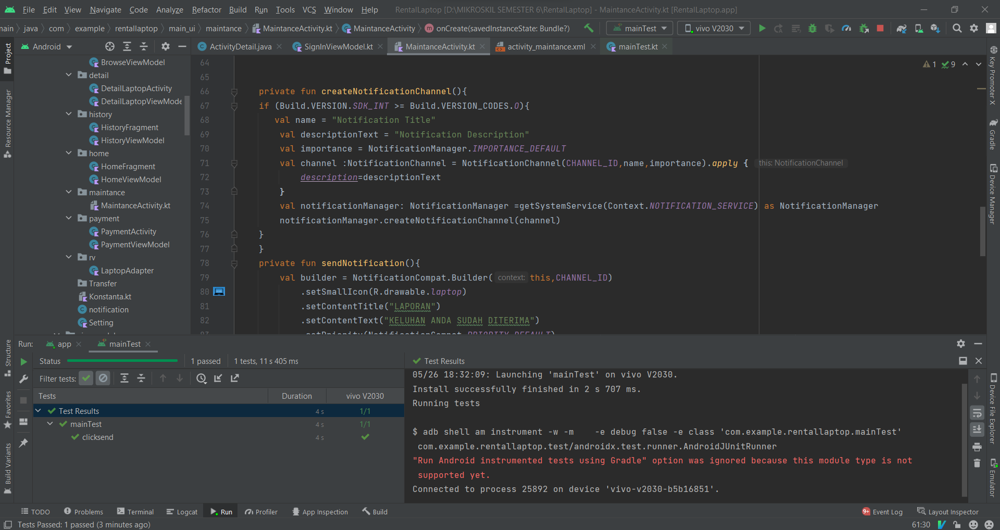 File Edit View Navigate Code Analyze Refactor Build Run Tools VCS Window Help RentalLaptop [D:\MIKROSKIL SEMESTER 6\RentalLaptop] - MaintanceActivity.kt [RentalLaptop.app]
main java com example rentallaptop main_ui maintance MaintanceActivity.kt MaintanceActivity onCreate(savedInstanceState: Bundle?) mainTest vivo V2030
Android ActivityDetail.java SignInViewModel.kt MaintanceActivity.kt activity_maintance.xml mainTest.kt
Project
Resource Manager
Structure
Favorites
Build Variants
BrowseViewModel
detail
DetailLaptopActivity
DetailLaptopViewMode
history
HistoryFragment
HistoryViewModel
home
HomeFragment
HomeViewModel
maintance
MaintanceActivity.kt
payment
PaymentActivity
PaymentViewModel
rv
LaptopAdapter
Transfer
Konstanta.kt
notification
Setting
1 9
64
65
66 private fun createNotificationChannel(){
67 if (Build.VERSION.SDK_INT >= Build.VERSION_CODES.O){
68 val name = "Notification Title"
69 val descriptionText = "Notification Description"
70 val importance = NotificationManager.IMPORTANCE_DEFAULT
71 val channel :NotificationChannel = NotificationChannel(CHANNEL_ID,name,importance).apply { this: NotificationChannel
72 description=descriptionText
73 }
74 val notificationManager: NotificationManager =getSystemService(Context.NOTIFICATION_SERVICE) as NotificationManager
75 notificationManager.createNotificationChannel(channel)
76 }
77 }
78 private fun sendNotification(){
79 val builder = NotificationCompat.Builder( context: this,CHANNEL_ID)
80 .setSmallIcon(R.drawable.laptop)
81 .setContentTitle("LAPORAN")
82 .setContentText("KELUHAN ANDA SUDAH DITERIMA")
83 .setPriority(NotificationCompat.PRIORITY_DEFAULT)
Key Promoter X
Gradle
Device Manager
Device File Explorer
Emulator
Run: app mainTest
Status 1 passed 1 tests, 11 s 405 ms
Filter tests:
Tests Duration vivo V2030
Test Results 4 s 1/1
mainTest 4 s 1/1
clicksend 4 s
Test Results
05/26 18:32:09: Launching 'mainTest' on vivo V2030.
Install successfully finished in 2 s 707 ms.
Running tests
$ adb shell am instrument -w -m    -e debug false -e class 'com.example.rentallaptop.mainTest'
com.example.rentallaptop.test/androidx.test.runner.AndroidJUnitRunner
"Run Android instrumented tests using Gradle" option was ignored because this module type is not
supported yet.
Connected to process 25892 on device 'vivo-v2030-b5b16851'.
TODO Problems Terminal Logcat Run Profiler App Inspection Build 9+ Event Log Layout Inspector
Tests Passed: 1 passed (3 minutes ago) 61:30